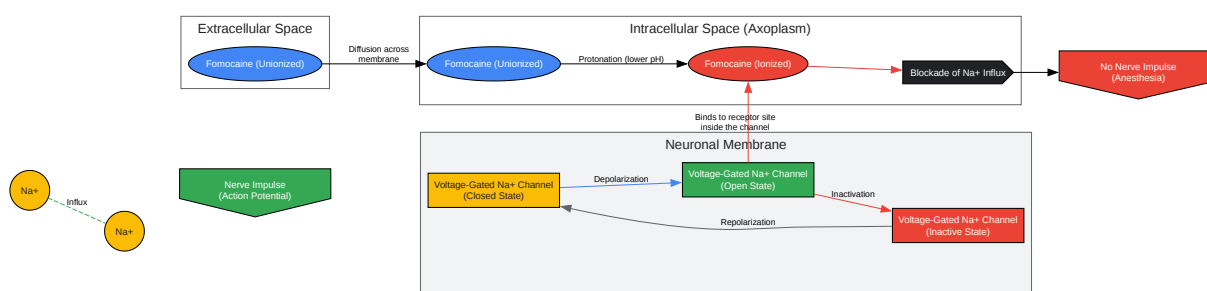 Extracellular Space
Fomocaine (Unionized)
Diffusion across
membrane
Intracellular Space (Axoplasm)
Fomocaine (Unionized)
Protonation (lower pH)
Fomocaine (Ionized)
Blockade of Na+ Influx
No Nerve Impulse
(Anesthesia)
Binds to receptor site
inside the channel
Neuronal Membrane
Voltage-Gated Na+ Channel
(Closed State)
Depolarization
Voltage-Gated Na+ Channel
(Open State)
Inactivation
Voltage-Gated Na+ Channel
(Inactive State)
Repolarization
Na+
Influx
Na+
Nerve Impulse
(Action Potential)